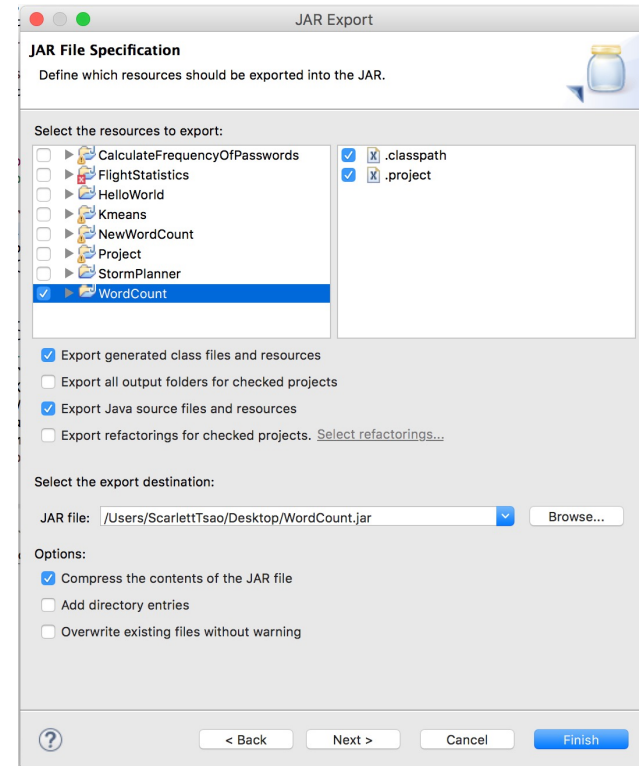 JAR Export
JAR File Specification
Define which resources should be exported into the JAR.
Select the resources to export:
CalculateFrequencyOfPasswords
FlightStatistics
HelloWorld
Kmeans
NewWordCount
Project
StormPlanner
WordCount
.classpath
.project
Export generated class files and resources
Export all output folders for checked projects
Export Java source files and resources
Export refactorings for checked projects. Select refactorings...
Select the export destination:
JAR file: /Users/ScarlettTsao/Desktop/WordCount.jar Browse...
Options:
Compress the contents of the JAR file
Add directory entries
Overwrite existing files without warning
? < Back Next > Cancel Finish